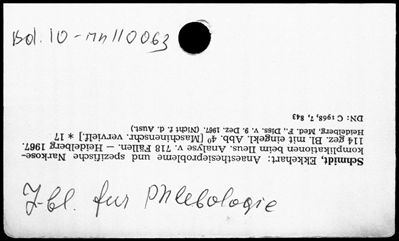 Bd. 10 - nn 110063
Schmidt, Ekkehart: Anaesthesieprobleme und spezifische Narkose-
komplikationen beim Ileus. Analyse v. 718 Fällen. — Heidelberg 1967.
114 gez. Bl. mit eingekl. Abb. 4° [Maschinenschr. vervielf.] * 17
Heidelberg, Med. F., Diss. v. 9. Dez. 1967. (Nicht f. d. Aust.)
DN: C 1968, 7, 843
Z-bl. für Phlebologie